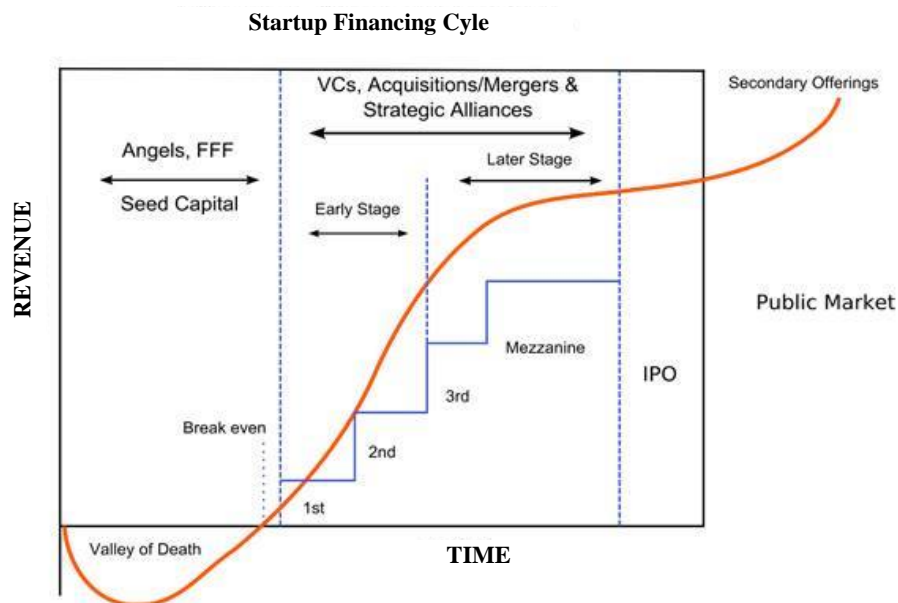 Startup Financing Cyle
VCs, Acquisitions/Mergers &
Strategic Alliances
Secondary Offerings
Angels, FFF
Seed Capital
Later Stage
Early Stage
REVENUE
Public Market
Mezzanine
IPO
3rd
Break even
2nd
1st
Valley of Death
TIME